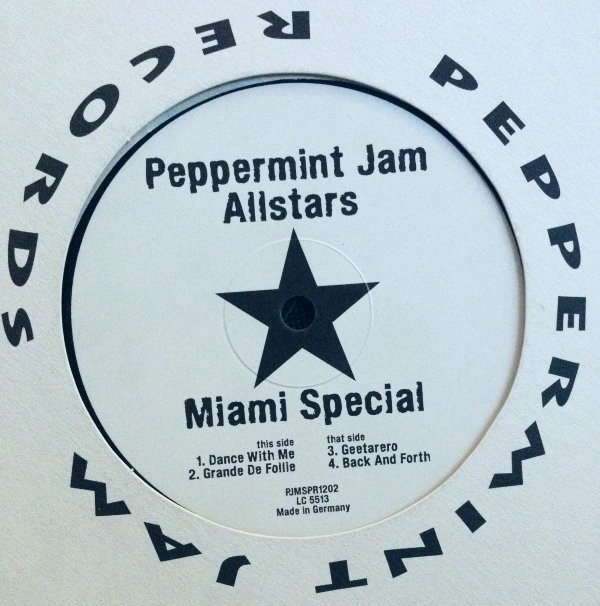 PEPPERMINT JAM RECORDS
Peppermint Jam
Allstars
Miami Special
this side
1. Dance With Me
2. Grande De Follie
that side
3. Geetarero
4. Back And Forth
PJMSPR1202
LC 5513
Made in Germany